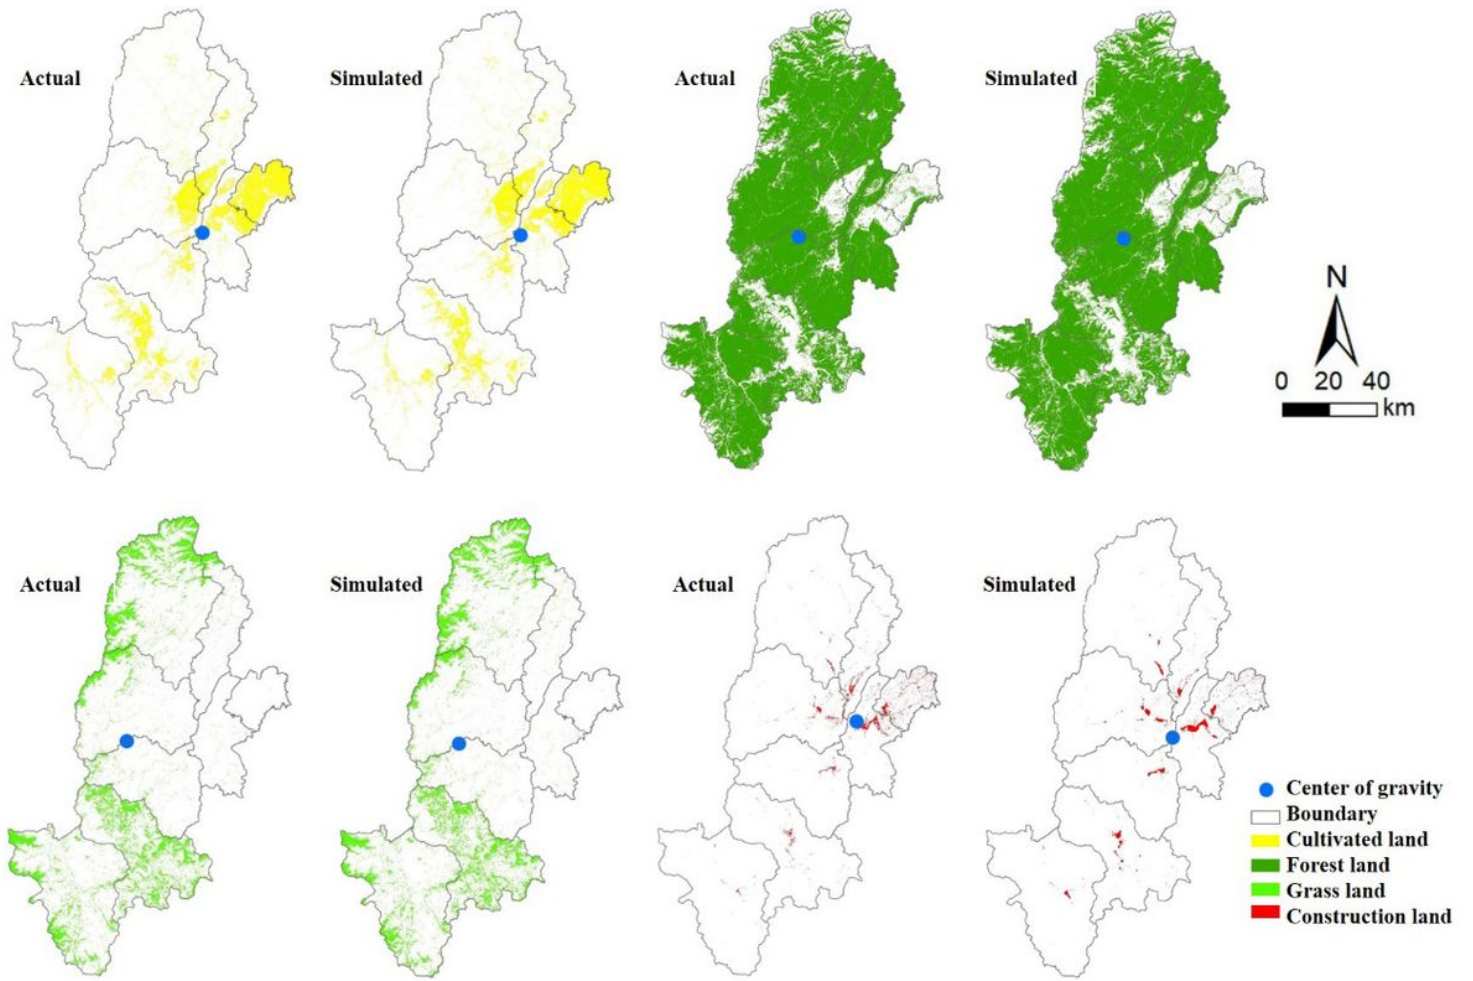 Actual
Simulated
Actual
Simulated
N
0 20 40
km
Actual
Simulated
Actual
Simulated
Center of gravity
Boundary
Cultivated land
Forest land
Grass land
Construction land